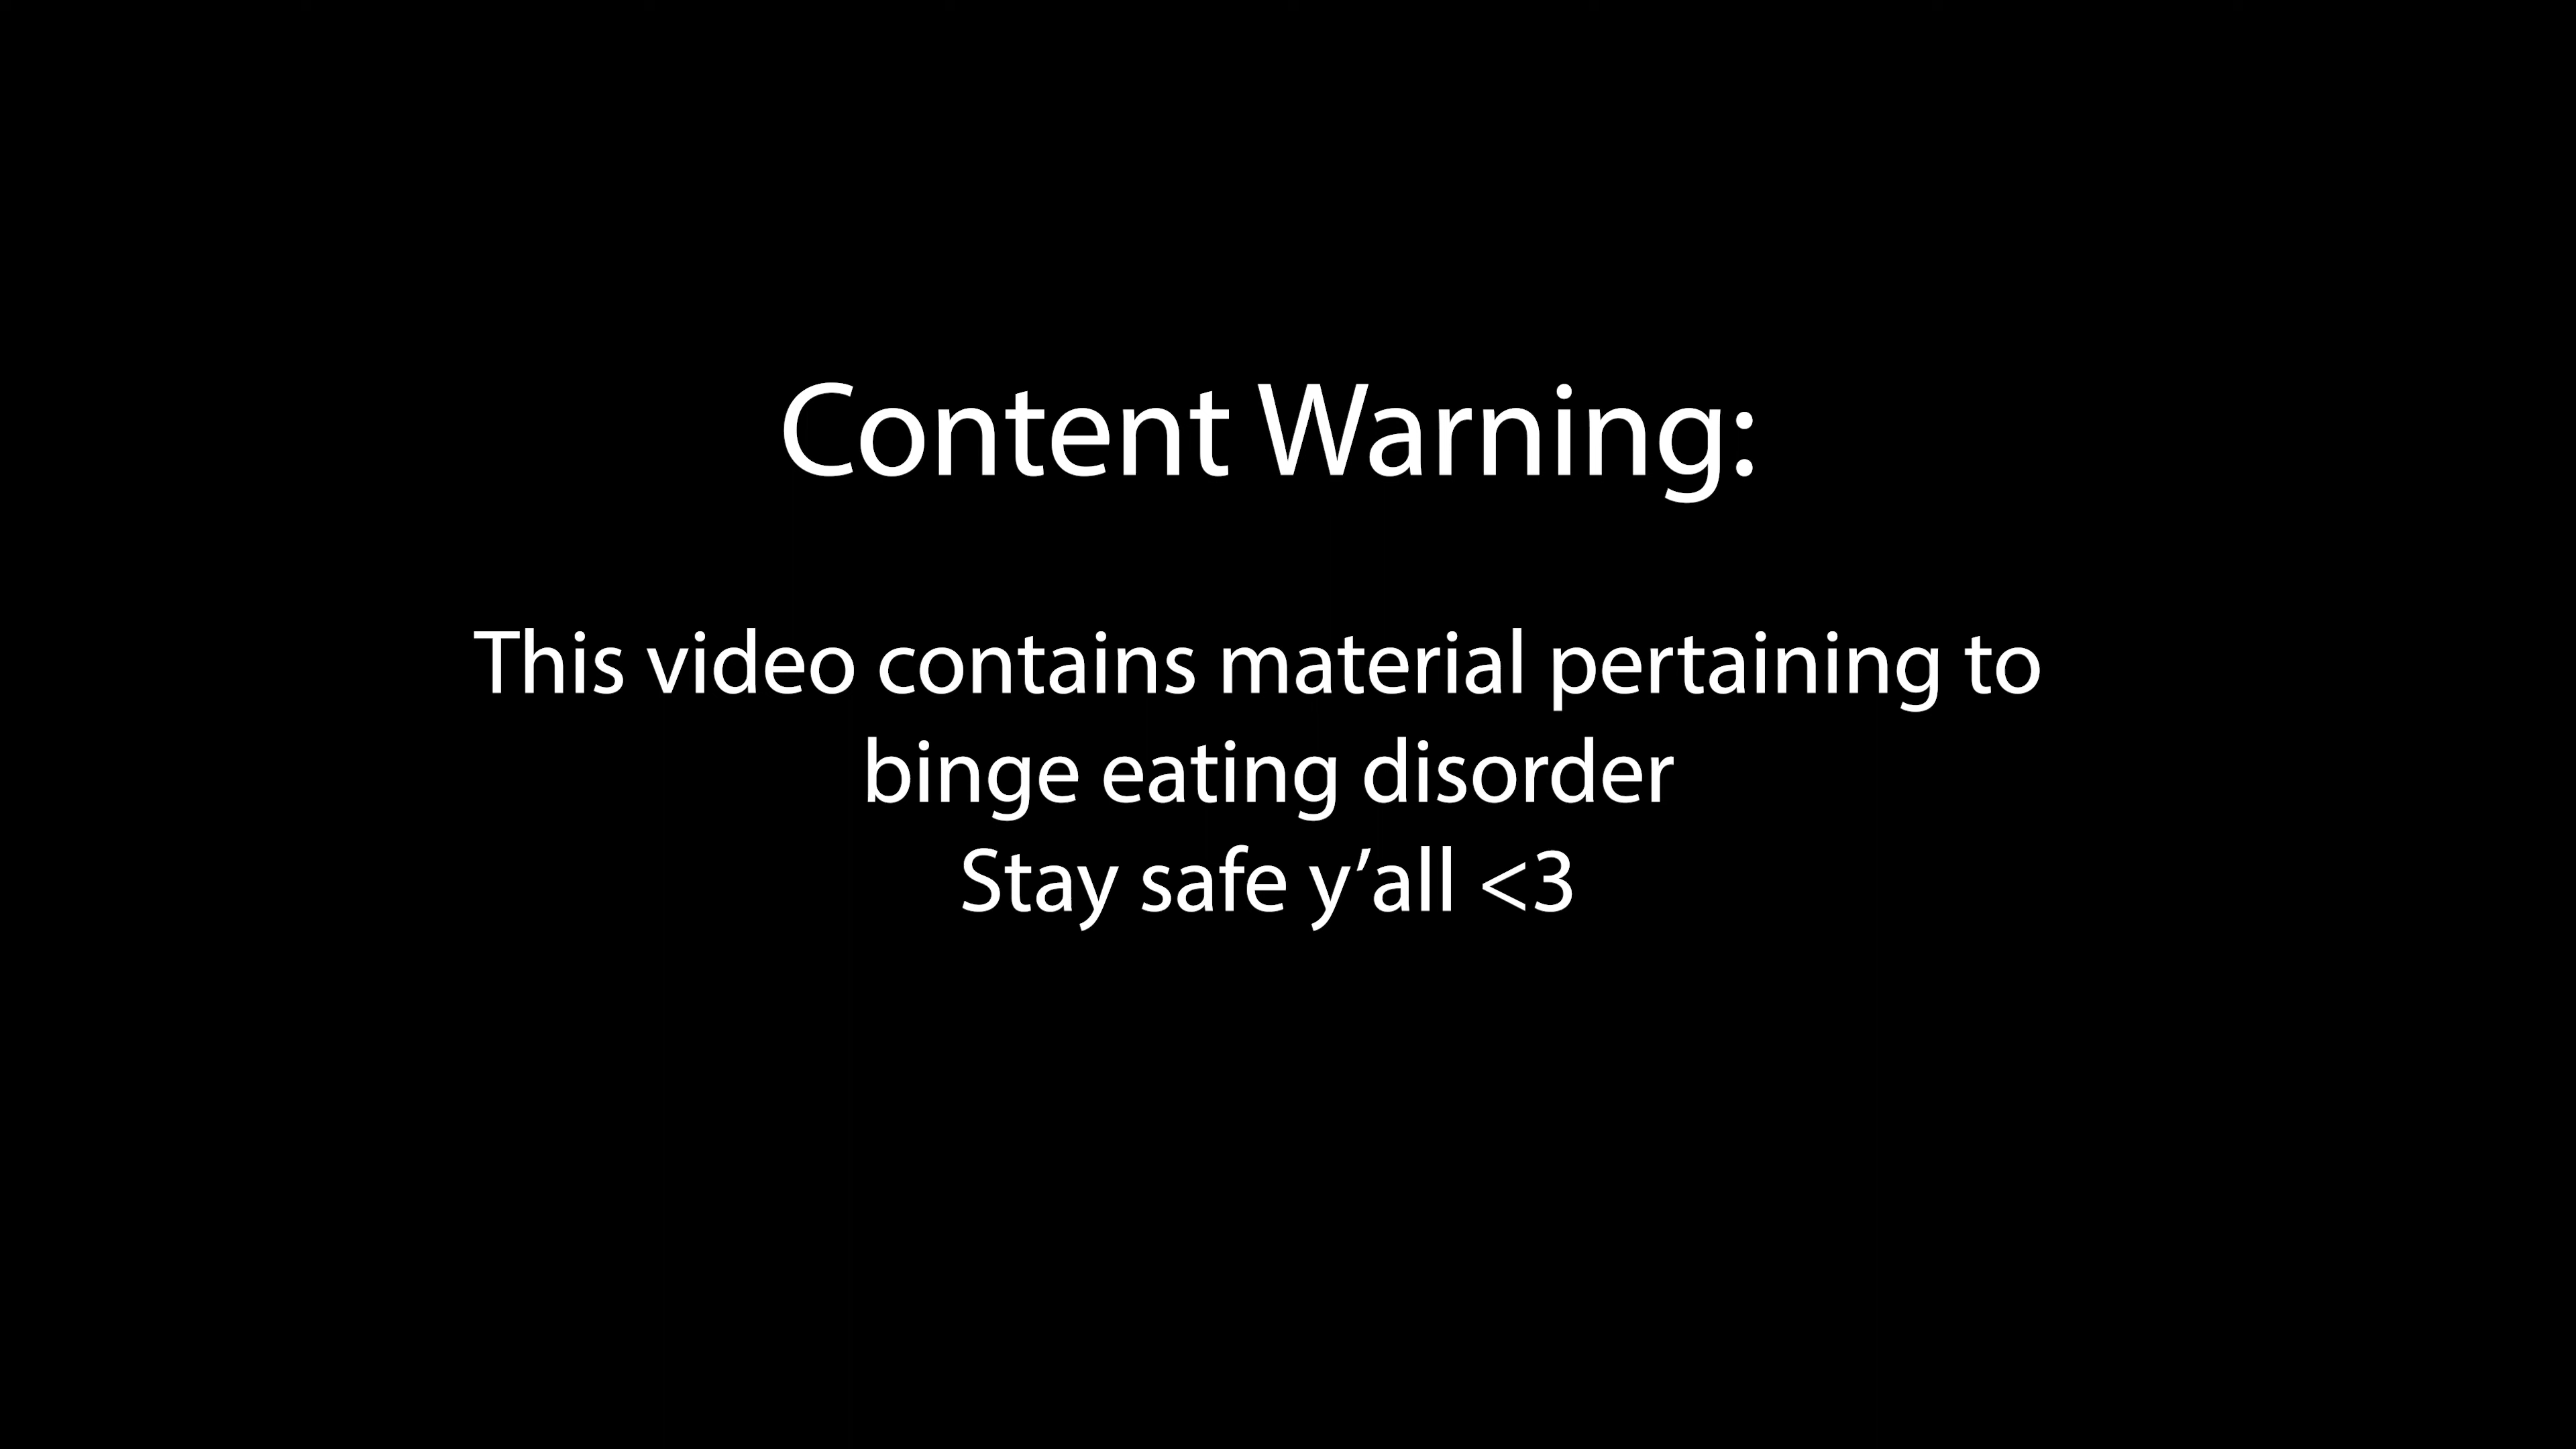 Content Warning:
This video contains material pertaining to
binge eating disorder
Stay safe y’all <3